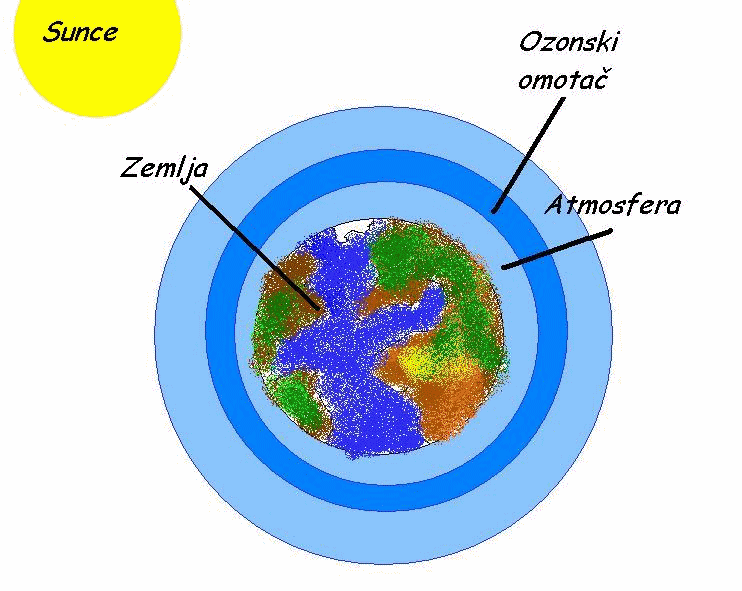 Sunce
Ozonski
omotač
Zemlja
Atmosfera